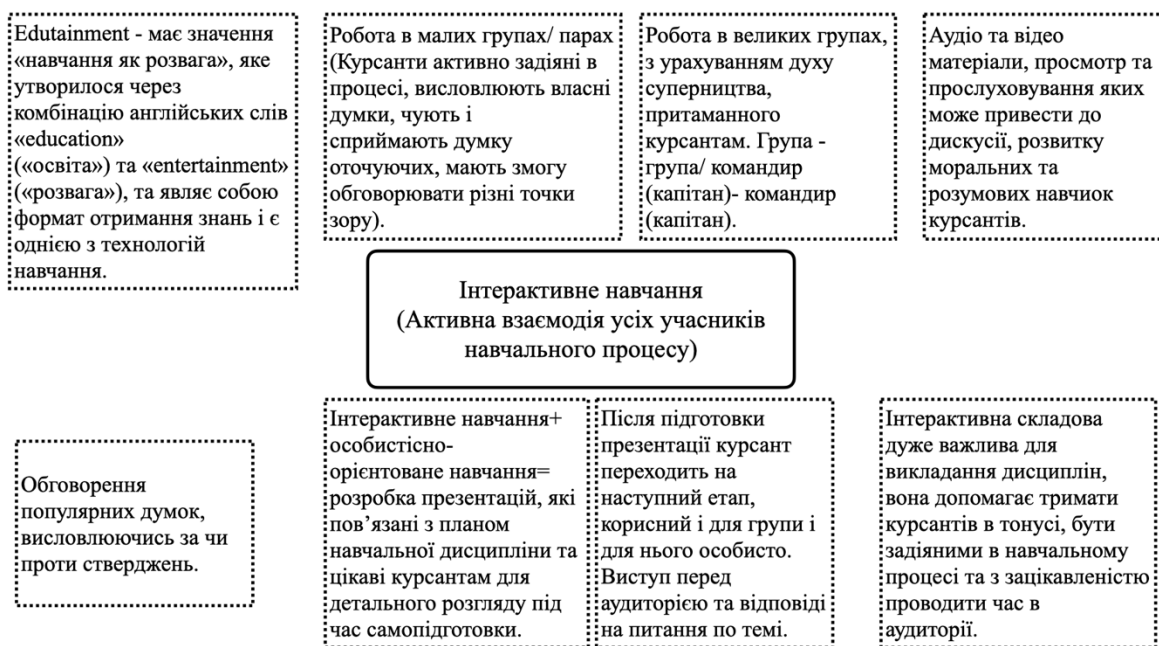 Edutainment - має значення
«навчання як розвага», яке
утворилося через
комбінацію англійських слів
«education»
(«освіта») та «entertainment»
(«розвага»), та являє собою
формат отримання знань і є
однією з технологій
навчання.
Робота в малих групах/ парах
(Курсанти активно задіяні в
процесі, висловлюють власні
думки, чують і
сприймають думку
оточуючих, мають змогу
обговорювати різні точки
зору).
Робота в великих групах,
з урахуванням духу
суперництва,
притаманного
курсантам. Група -
група/ командир
(капітан)- командир
(капітан).
Аудіо та відео
матеріали, просмотр та
прослуховування яких
може привести до
дискусії, розвитку
моральних та
розумових навчиок
курсантів.
Інтерактивне навчання
(Активна взаємодія усіх учасників
навчального процесу)
Обговорення
популярних думок,
висловлюючись за чи
проти стверджень.
Інтерактивне навчання+
особистісно-
орієнтоване навчання=
розробка презентацій, які
пов’язані з планом
навчальної дисципліни та
цікаві курсантам для
детального розгляду під
час самопідготовки.
Після підготовки
презентації курсант
переходить на
наступний етап,
корисний і для групи і
для нього особисто.
Виступ перед
аудиторією та відповіді
на питання по темі.
Інтерактивна складова
дуже важлива для
викладання дисциплін,
вона допомагає тримати
курсантів в тонусі, бути
задіяними в навчальному
процесі та з зацікавленістю
проводити час в
аудиторії.